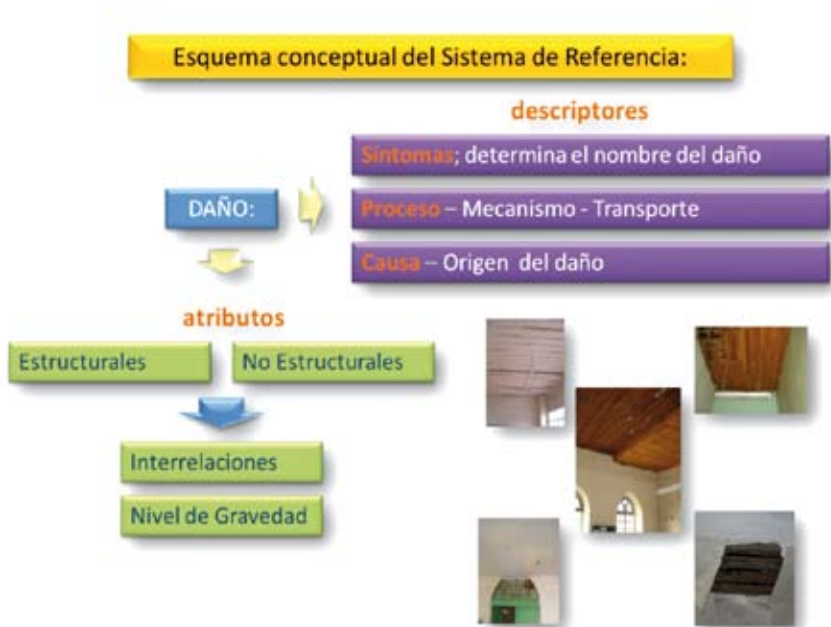 Esquema conceptual del Sistema de Referencia:
descriptores
Síntomas; determina el nombre del daño
DAÑO:
Proceso – Mecanismo - Transporte
Causa – Origen del daño
atributos
Estructurales
No Estructurales
Interrelaciones
Nivel de Gravedad